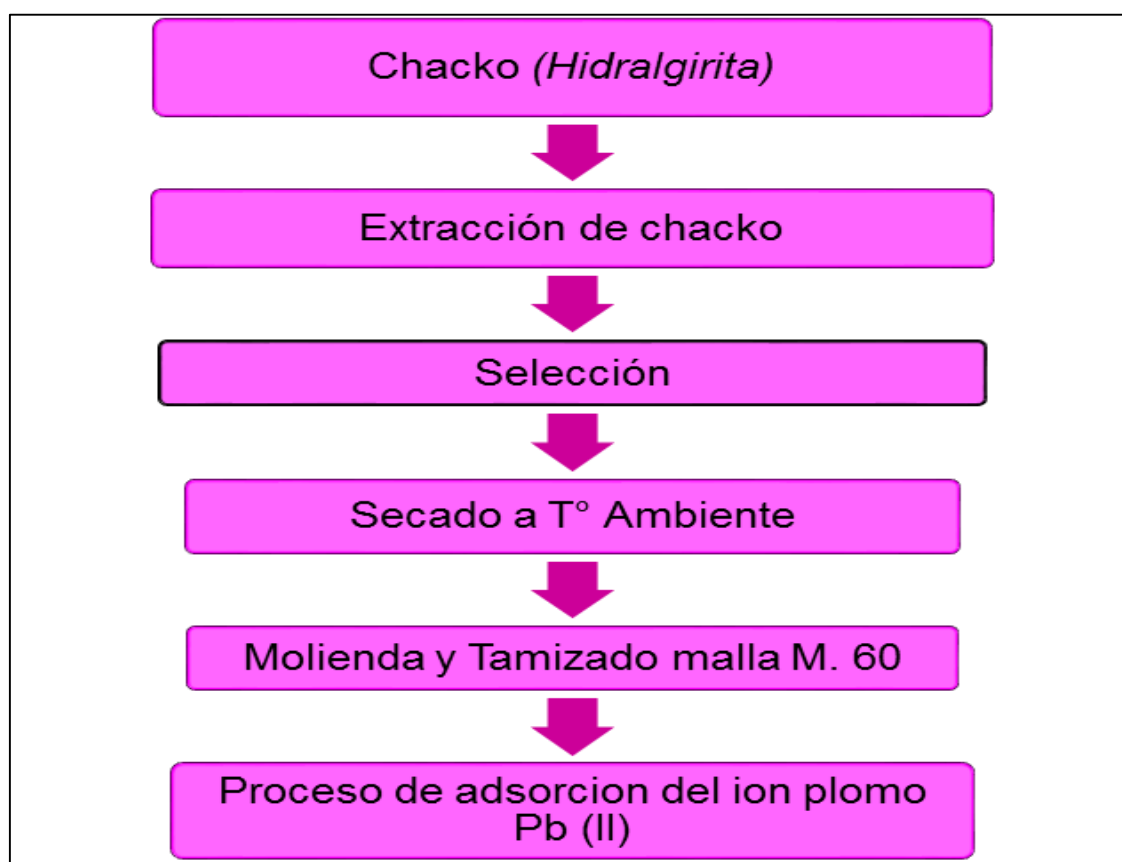 Chacko (Hidralgirita)
Extracción de chacko
Selección
Secado a T° Ambiente
Molienda y Tamizado malla M. 60
Proceso de adsorcion del ion plomo
Pb (II)